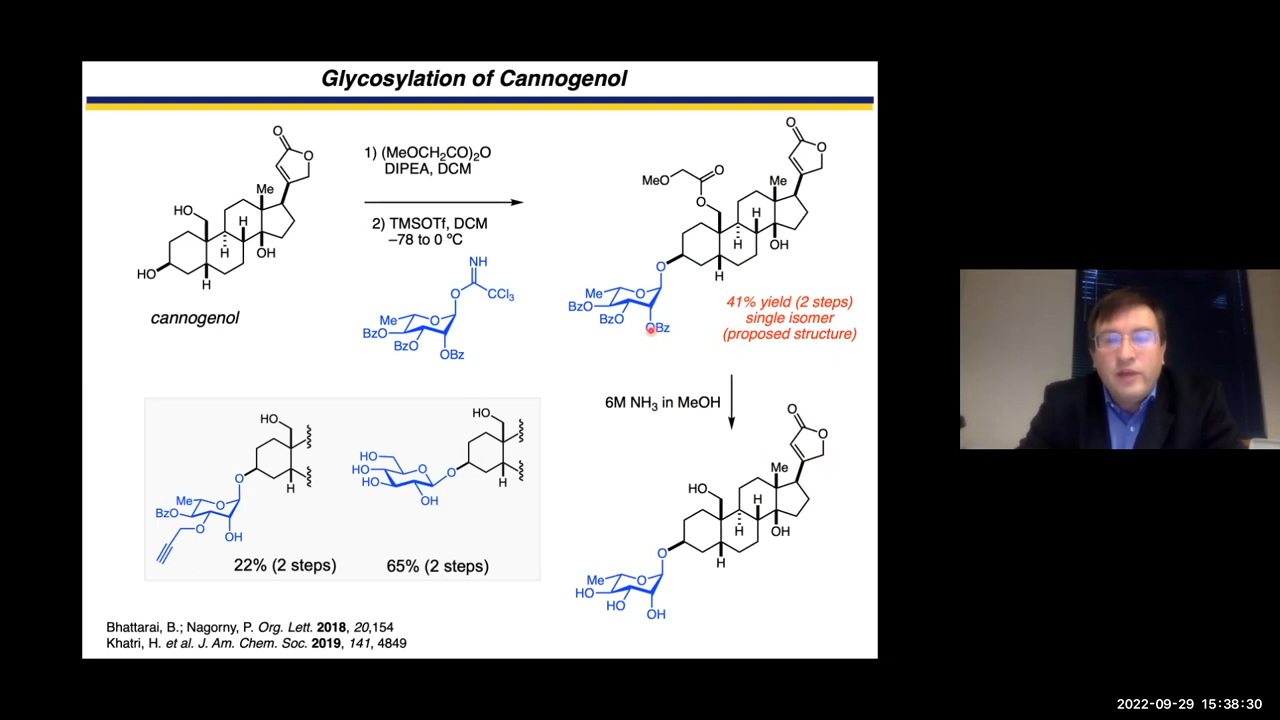 Glycosylation of Cannogenol
O
O
Me
HO
H
H
OH
HO
H
cannogenol
1) (MeOCH₂CO)₂O
DIPEA, DCM
2) TMSOTf, DCM
–78 to 0 ºC
NH
O
CCl₃
Me
O
BzO
BzO
OBz
O
O
MeO
O
O
Me
H
H
OH
O
H
Me
O
BzO
BzO
OBz
41% yield (2 steps)
single isomer
(proposed structure)
6M NH₃ in MeOH
HO
O
H
Me
O
BzO
O
OH
22% (2 steps)
HO
HO
O
HO
HO
OH
O
H
65% (2 steps)
O
O
Me
HO
H
H
OH
O
H
Me
O
HO
HO
OH
Bhattarai, B.; Nagorny, P. Org. Lett. 2018, 20,154
Khatri, H. et al. J. Am. Chem. Soc. 2019, 141, 4849
2022-09-29 15:38:30